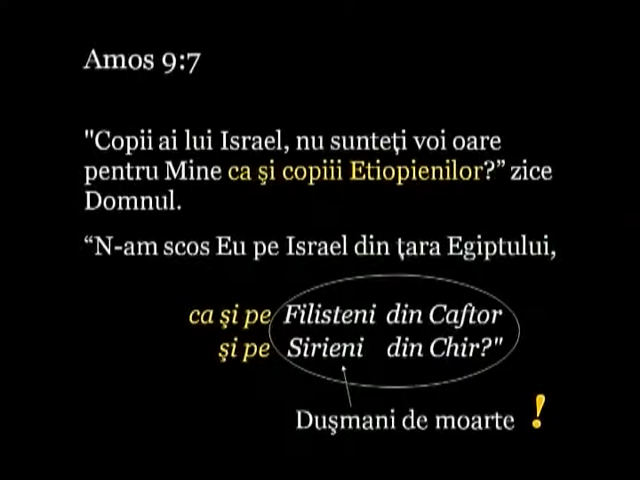 Amos 9:7
"Copii ai lui Israel, nu sunteţi voi oare
pentru Mine ca şi copiii Etiopienilor?” zice
Domnul.
“N-am scos Eu pe Israel din ţara Egiptului,
ca şi pe Filisteni din Caftor
şi pe Sirieni din Chir?"
Duşmani de moarte !